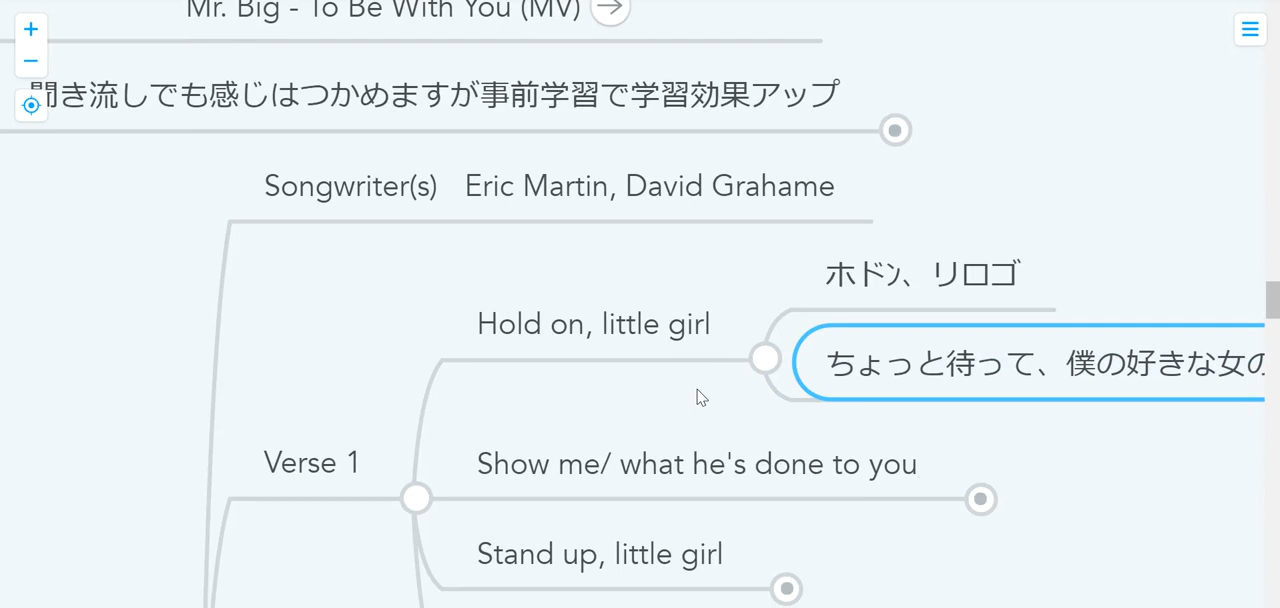 Mr. Big - To Be With You (MV)
聞き流しでも感じはつかめますが事前学習で学習効果アップ
Songwriter(s) Eric Martin, David Grahame
ホドﾝ、リロゴ
Hold on, little girl
ちょっと待って、僕の好きな女の
Verse 1
Show me/ what he's done to you
Stand up, little girl